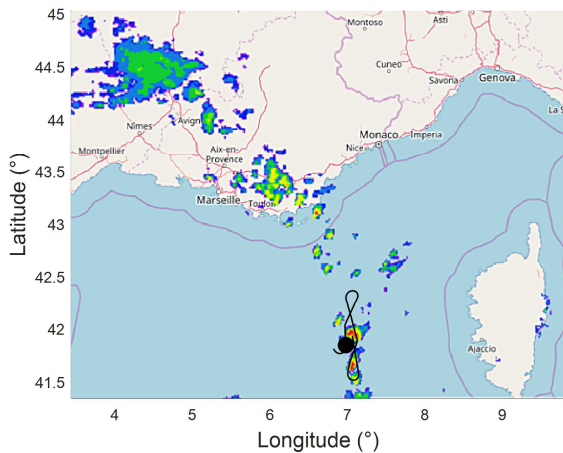 45
44.5
44
43.5
43
42.5
42
41.5
Latitude (°)
Montoso
Asti
Cuneo
Savona
Genova
La S
Nîmes
Avign
Montpellier
Aix-en-
Provence
Monaco
Imperia
Nice
Marseille
Toulon
Ajaccio
4
5
6
7
8
9
Longitude (°)